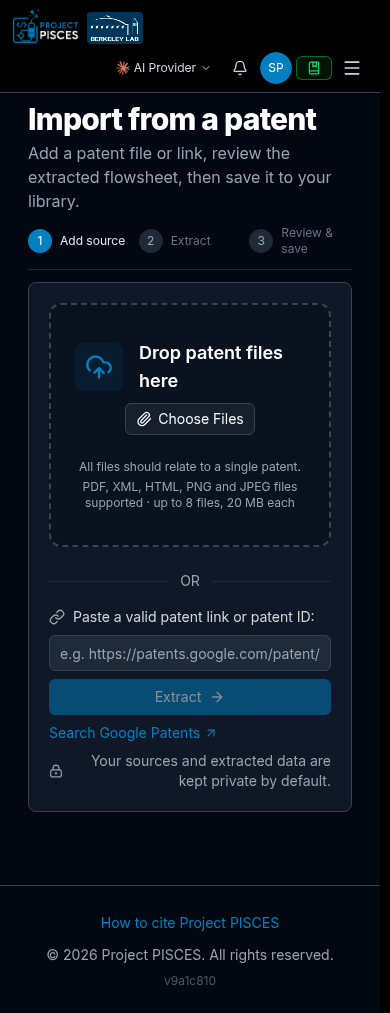 PROJECT
PISCES
BERKELEY LAB
AI Provider
SP
Import from a patent
Add a patent file or link, review the
extracted flowsheet, then save it to your
library.
1 Add source 2 Extract 3 Review &
save
Drop patent files
here
Choose Files
All files should relate to a single patent.
PDF, XML, HTML, PNG and JPEG files
supported · up to 8 files, 20 MB each
OR
Paste a valid patent link or patent ID:
e.g. https://patents.google.com/patent/
Extract →
Search Google Patents ↗
Your sources and extracted data are
kept private by default.
How to cite Project PISCES
© 2026 Project PISCES. All rights reserved.
v9a1c810